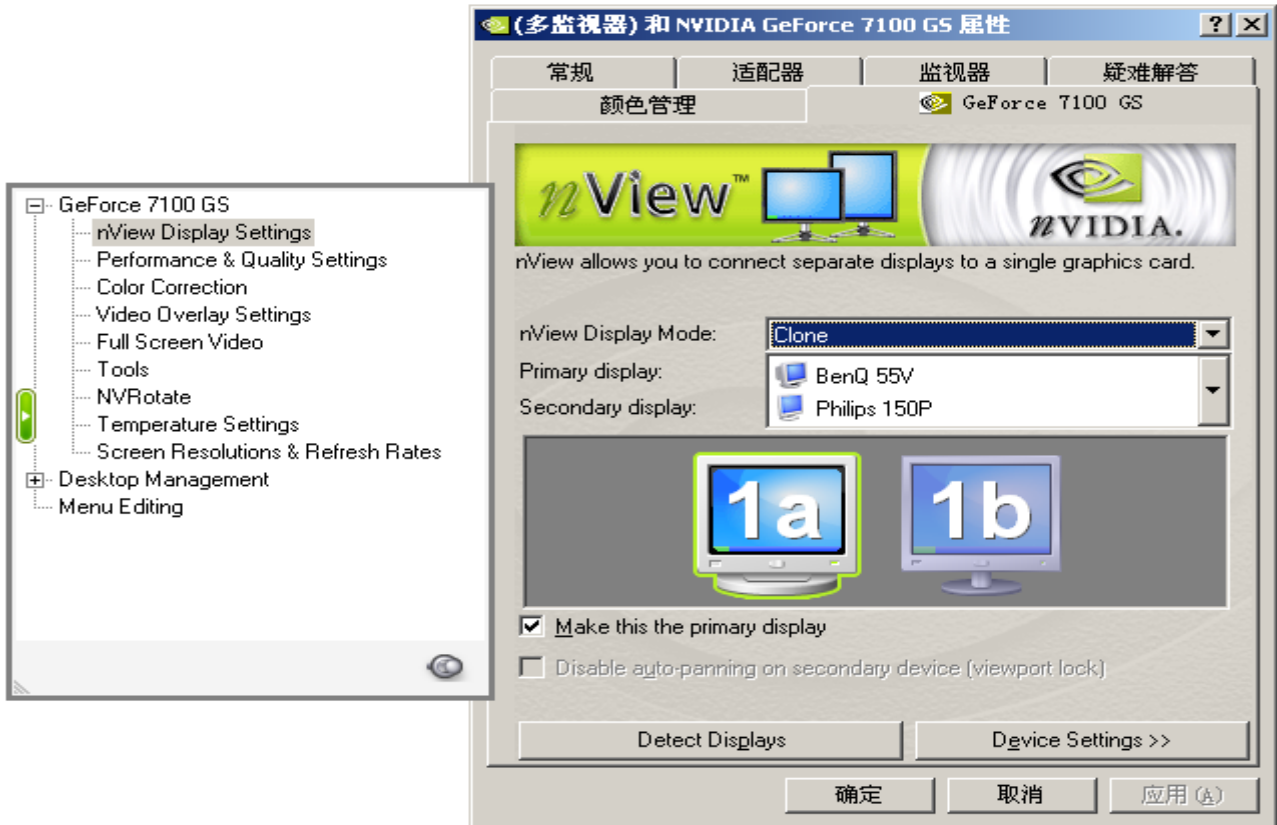 (多监视器) 和 NVIDIA GeForce 7100 GS 属性
常规
适配器
监视器
疑难解答
颜色管理
GeForce 7100 GS
nView™
nVIDIA.
nView allows you to connect separate displays to a single graphics card.
nView Display Mode:
Clone
Primary display:
BenQ 55V
Secondary display:
Philips 150P
1a
1b
Make this the primary display
Disable auto-panning on secondary device (viewport lock)
Detect Displays
Device Settings >>
确定
取消
应用 (A)
GeForce 7100 GS
nView Display Settings
Performance & Quality Settings
Color Correction
Video Overlay Settings
Full Screen Video
Tools
NVRotate
Temperature Settings
Screen Resolutions & Refresh Rates
Desktop Management
Menu Editing